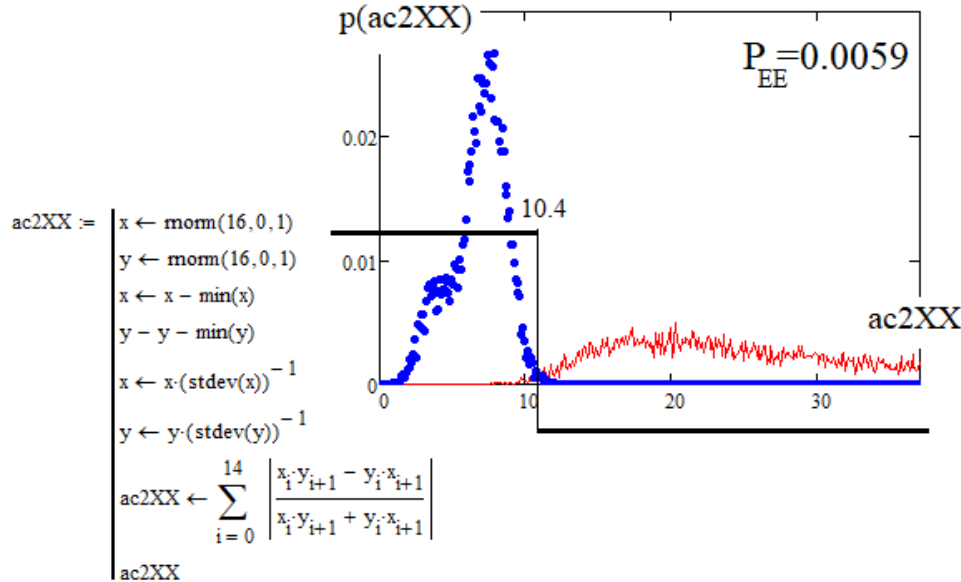 p(ac2XX)
P_EE=0.0059
0.02
10.4
0.01
ac2XX
0
0
10
20
30
ac2XX :=
x ← rnorm(16,0,1)
y ← rnorm(16,0,1)
x ← x − min(x)
y − y − min(y)
x ← x·(stdev(x))^−1
y ← y·(stdev(y))^−1
ac2XX ← ∑_{i = 0}^{14} |(x_i·y_{i+1} − y_i·x_{i+1})/(x_i·y_{i+1} + y_i·x_{i+1})|
ac2XX